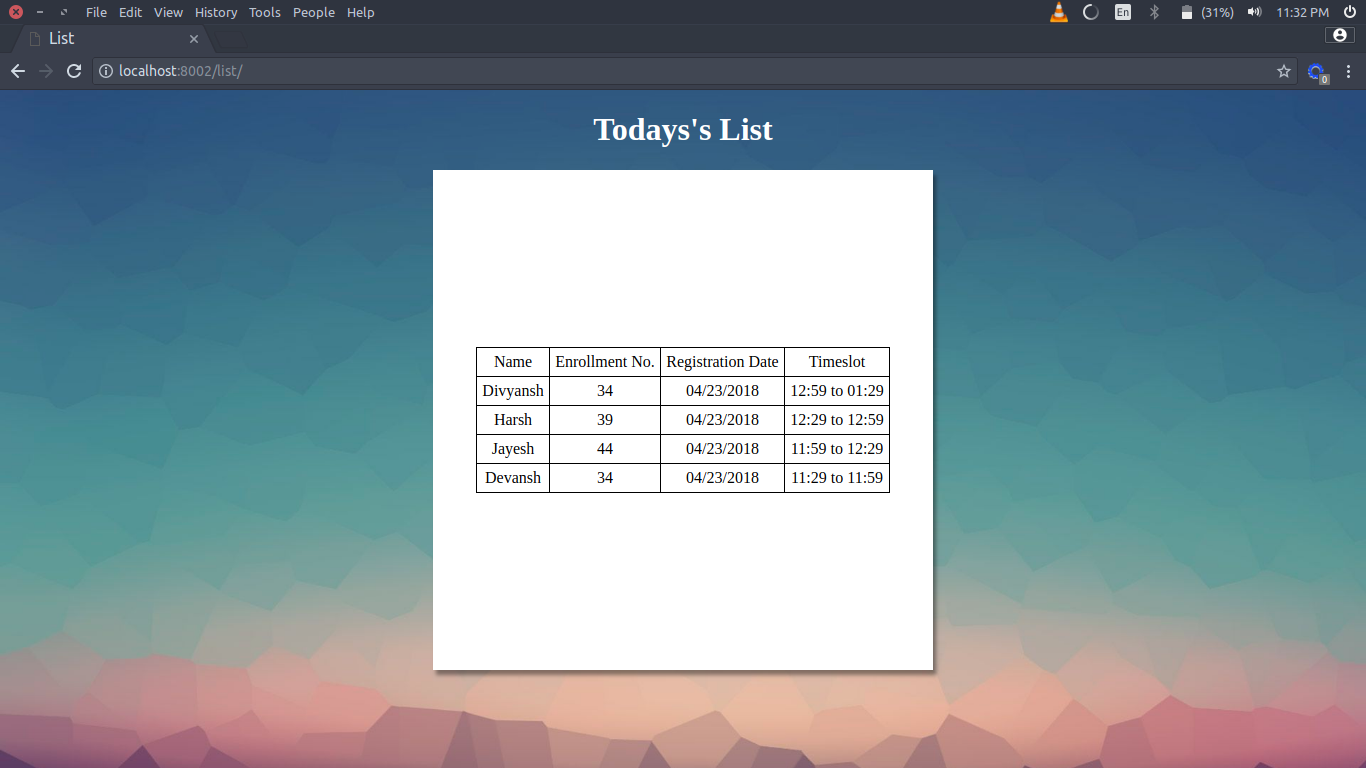 File Edit View History Tools People Help En (31%) 11:32 PM
List
localhost:8002/list/
0
Todays's List
Name Enrollment No. Registration Date Timeslot
Divyansh 34 04/23/2018 12:59 to 01:29
Harsh 39 04/23/2018 12:29 to 12:59
Jayesh 44 04/23/2018 11:59 to 12:29
Devansh 34 04/23/2018 11:29 to 11:59